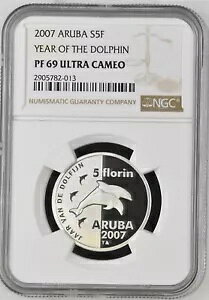 2007 ARUBA S5F
YEAR OF THE DOLPHIN
PF 69 ULTRA CAMEO
2905782-013
NUMISMATIC GUARANTY CORPORATION
NGC
5 florin
JAAR VAN DE DOLFIJN
ARUBA
2007